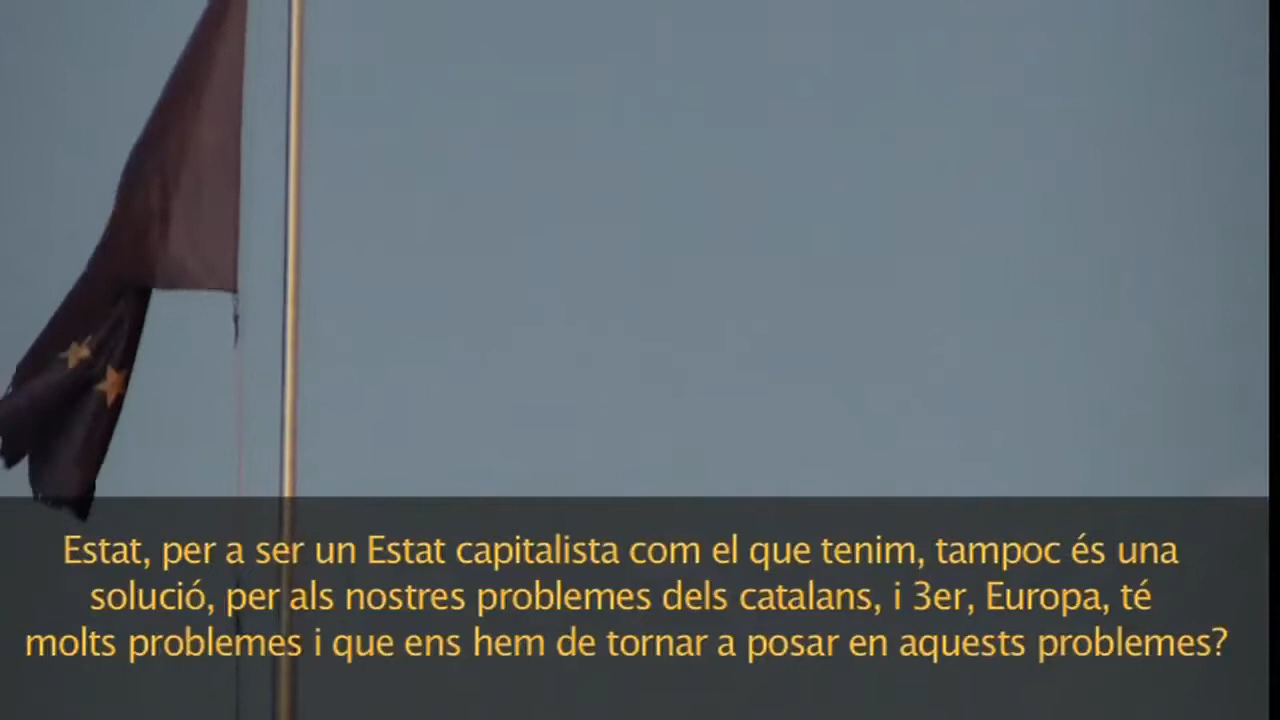 Estat, per a ser un Estat capitalista com el que tenim, tampoc és una
solució, per als nostres problemes dels catalans, i 3er, Europa, té
molts problemes i que ens hem de tornar a posar en aquests problemes?